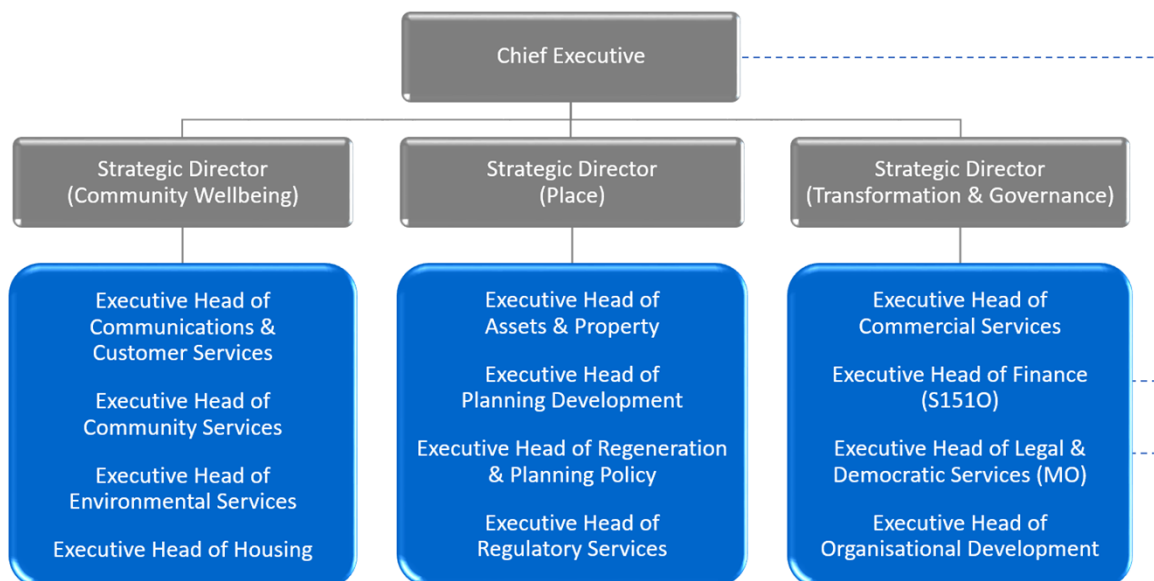 Chief Executive
Strategic Director
(Community Wellbeing)
Strategic Director
(Place)
Strategic Director
(Transformation & Governance)
Executive Head of
Communications &
Customer Services
Executive Head of
Community Services
Executive Head of
Environmental Services
Executive Head of Housing
Executive Head of
Assets & Property
Executive Head of
Planning Development
Executive Head of Regeneration
& Planning Policy
Executive Head of
Regulatory Services
Executive Head of
Commercial Services
Executive Head of Finance
(S151O)
Executive Head of Legal &
Democratic Services (MO)
Executive Head of
Organisational Development